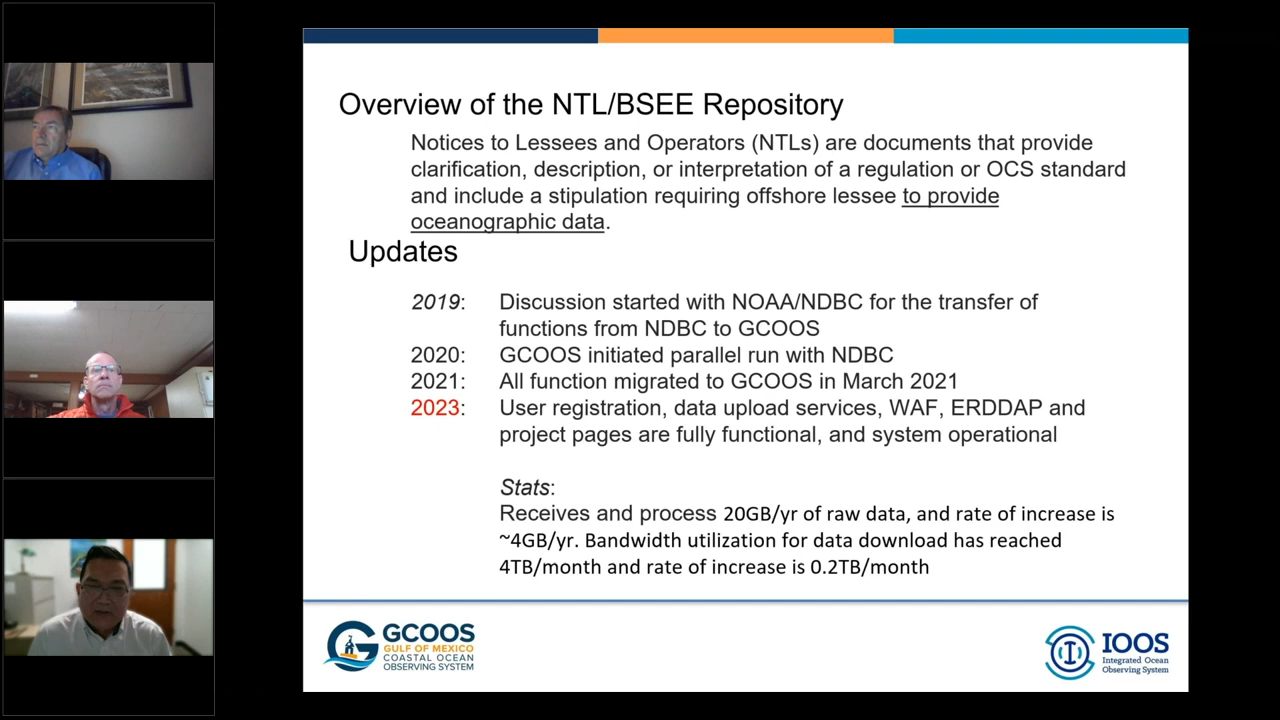 Overview of the NTL/BSEE Repository
Notices to Lessees and Operators (NTLs) are documents that provide
clarification, description, or interpretation of a regulation or OCS standard
and include a stipulation requiring offshore lessee to provide
oceanographic data.
Updates
2019: Discussion started with NOAA/NDBC for the transfer of
functions from NDBC to GCOOS
2020: GCOOS initiated parallel run with NDBC
2021: All function migrated to GCOOS in March 2021
2023: User registration, data upload services, WAF, ERDDAP and
project pages are fully functional, and system operational
Stats:
Receives and process 20GB/yr of raw data, and rate of increase is
~4GB/yr. Bandwidth utilization for data download has reached
4TB/month and rate of increase is 0.2TB/month
GCOOS
GULF OF MEXICO
COASTAL OCEAN
OBSERVING SYSTEM
IOOS
Integrated Ocean
Observing System